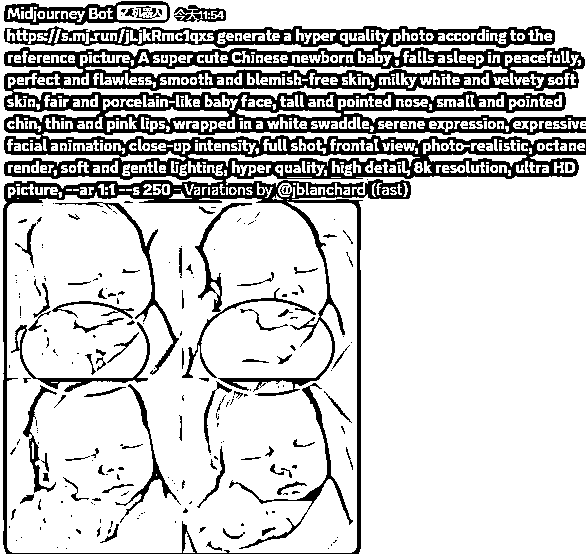 Midjourney Bot ✓机器人 今天11:54
https://s.mj.run/jLjkRmc1qxs generate a hyper quality photo according to the
reference picture, A super cute Chinese newborn baby , falls asleep in peacefully,
perfect and flawless, smooth and blemish-free skin, milky white and velvety soft
skin, fair and porcelain-like baby face, tall and pointed nose, small and pointed
chin, thin and pink lips, wrapped in a white swaddle, serene expression, expressive
facial animation, close-up intensity, full shot, frontal view, photo-realistic, octane
render, soft and gentle lighting, hyper quality, high detail, 8k resolution, ultra HD
picture, --ar 1:1 --s 250 - Variations by @jblanchard (fast)